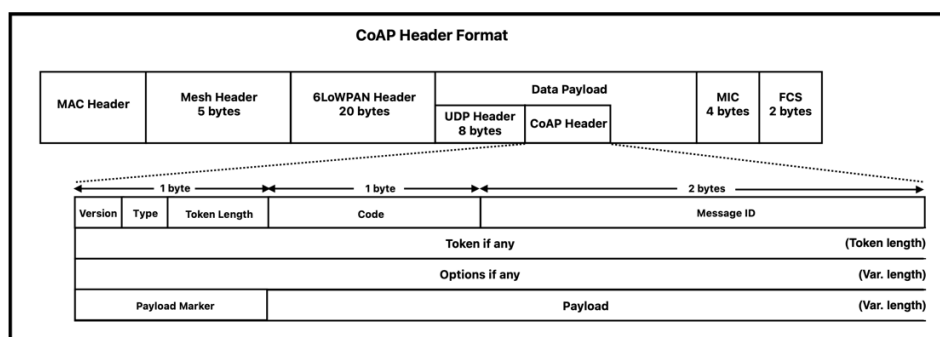 CoAP Header Format
MAC Header
Mesh Header
5 bytes
6LoWPAN Header
20 bytes
Data Payload
UDP Header
8 bytes
CoAP Header
MIC
4 bytes
FCS
2 bytes
1 byte
1 byte
2 bytes
Version
Type
Token Length
Code
Message ID
Token if any
(Token length)
Options if any
(Var. length)
Payload Marker
Payload
(Var. length)